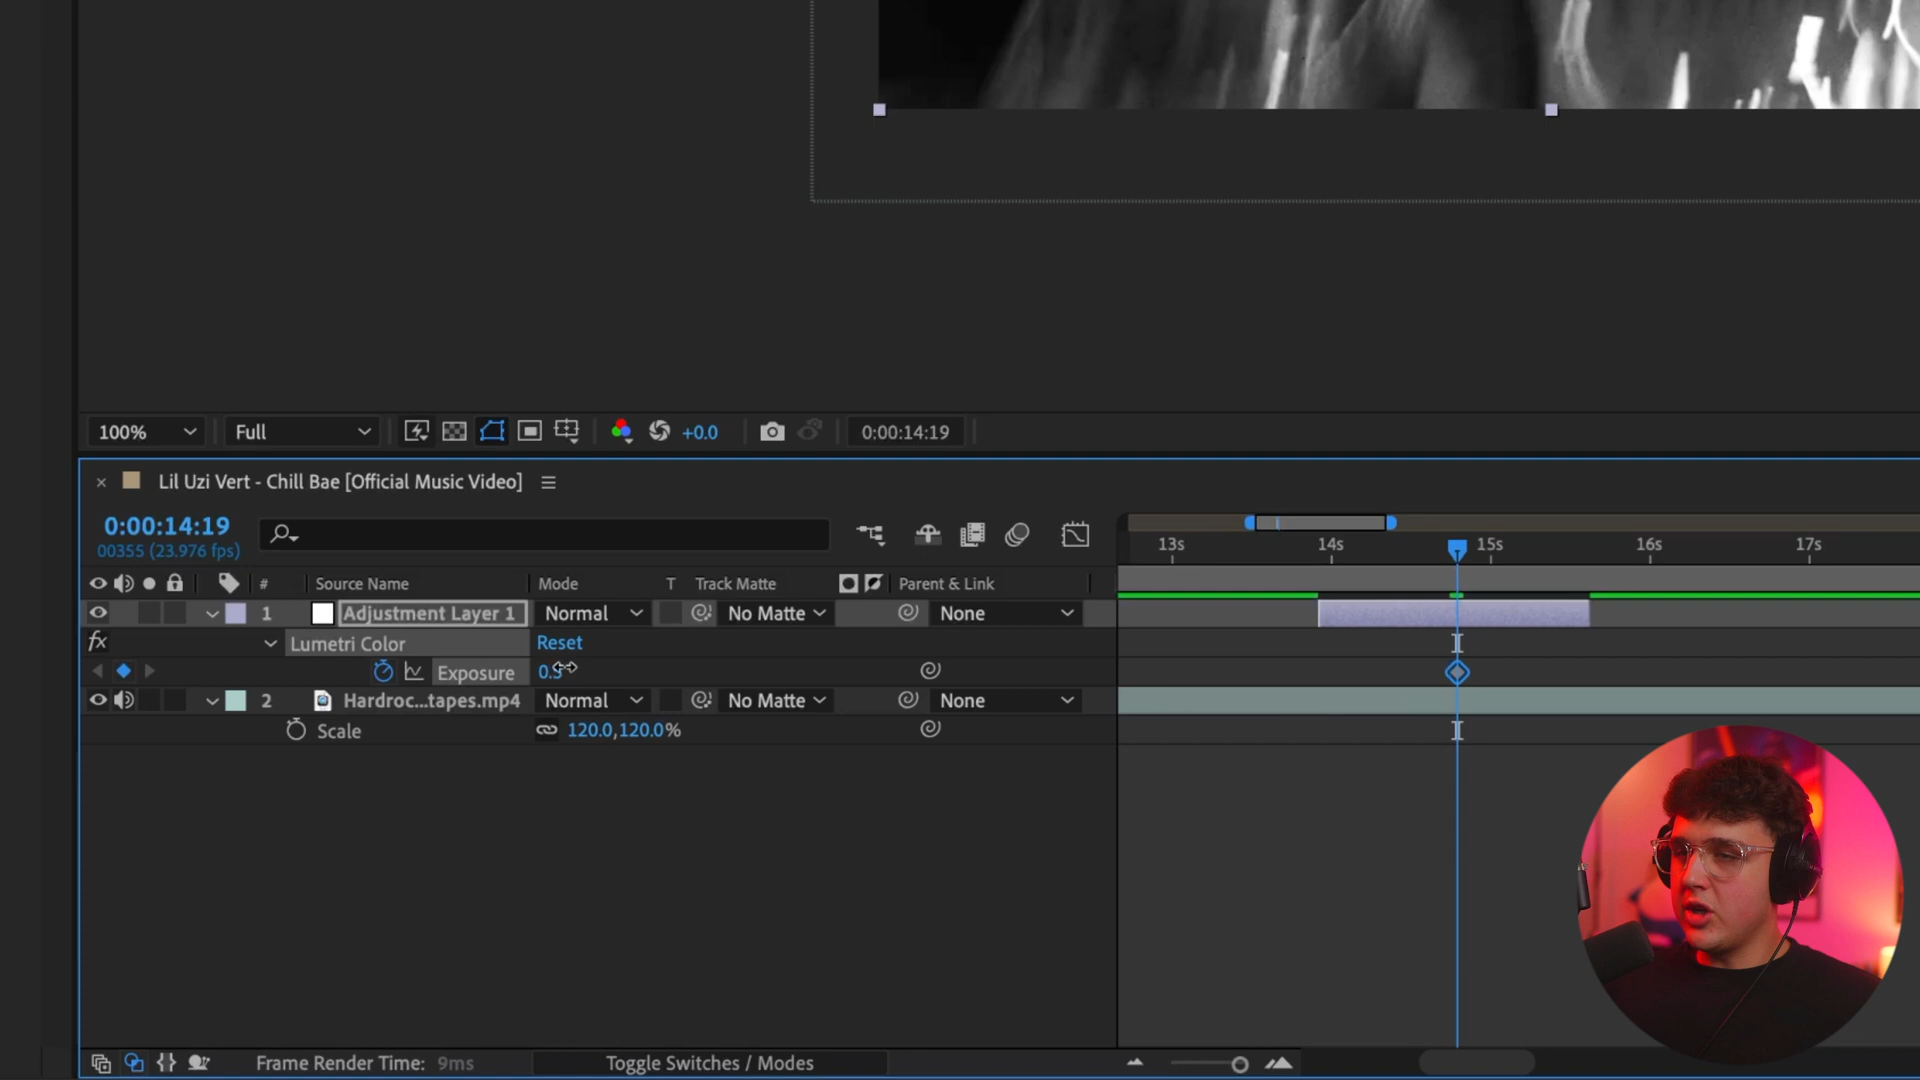 100% Full +0.0 0:00:14:19
Lil Uzi Vert - Chill Bae [Official Music Video]
0:00:14:19
00355 (23.976 fps)
13s 14s 15s 16s 17s
# Source Name Mode T Track Matte Parent & Link
1 Adjustment Layer 1 Normal No Matte None
fx Lumetri Color Reset
Exposure 0.5
2 Hardroc...tapes.mp4 Normal No Matte None
Scale 120.0,120.0%
Frame Render Time: 9ms Toggle Switches / Modes